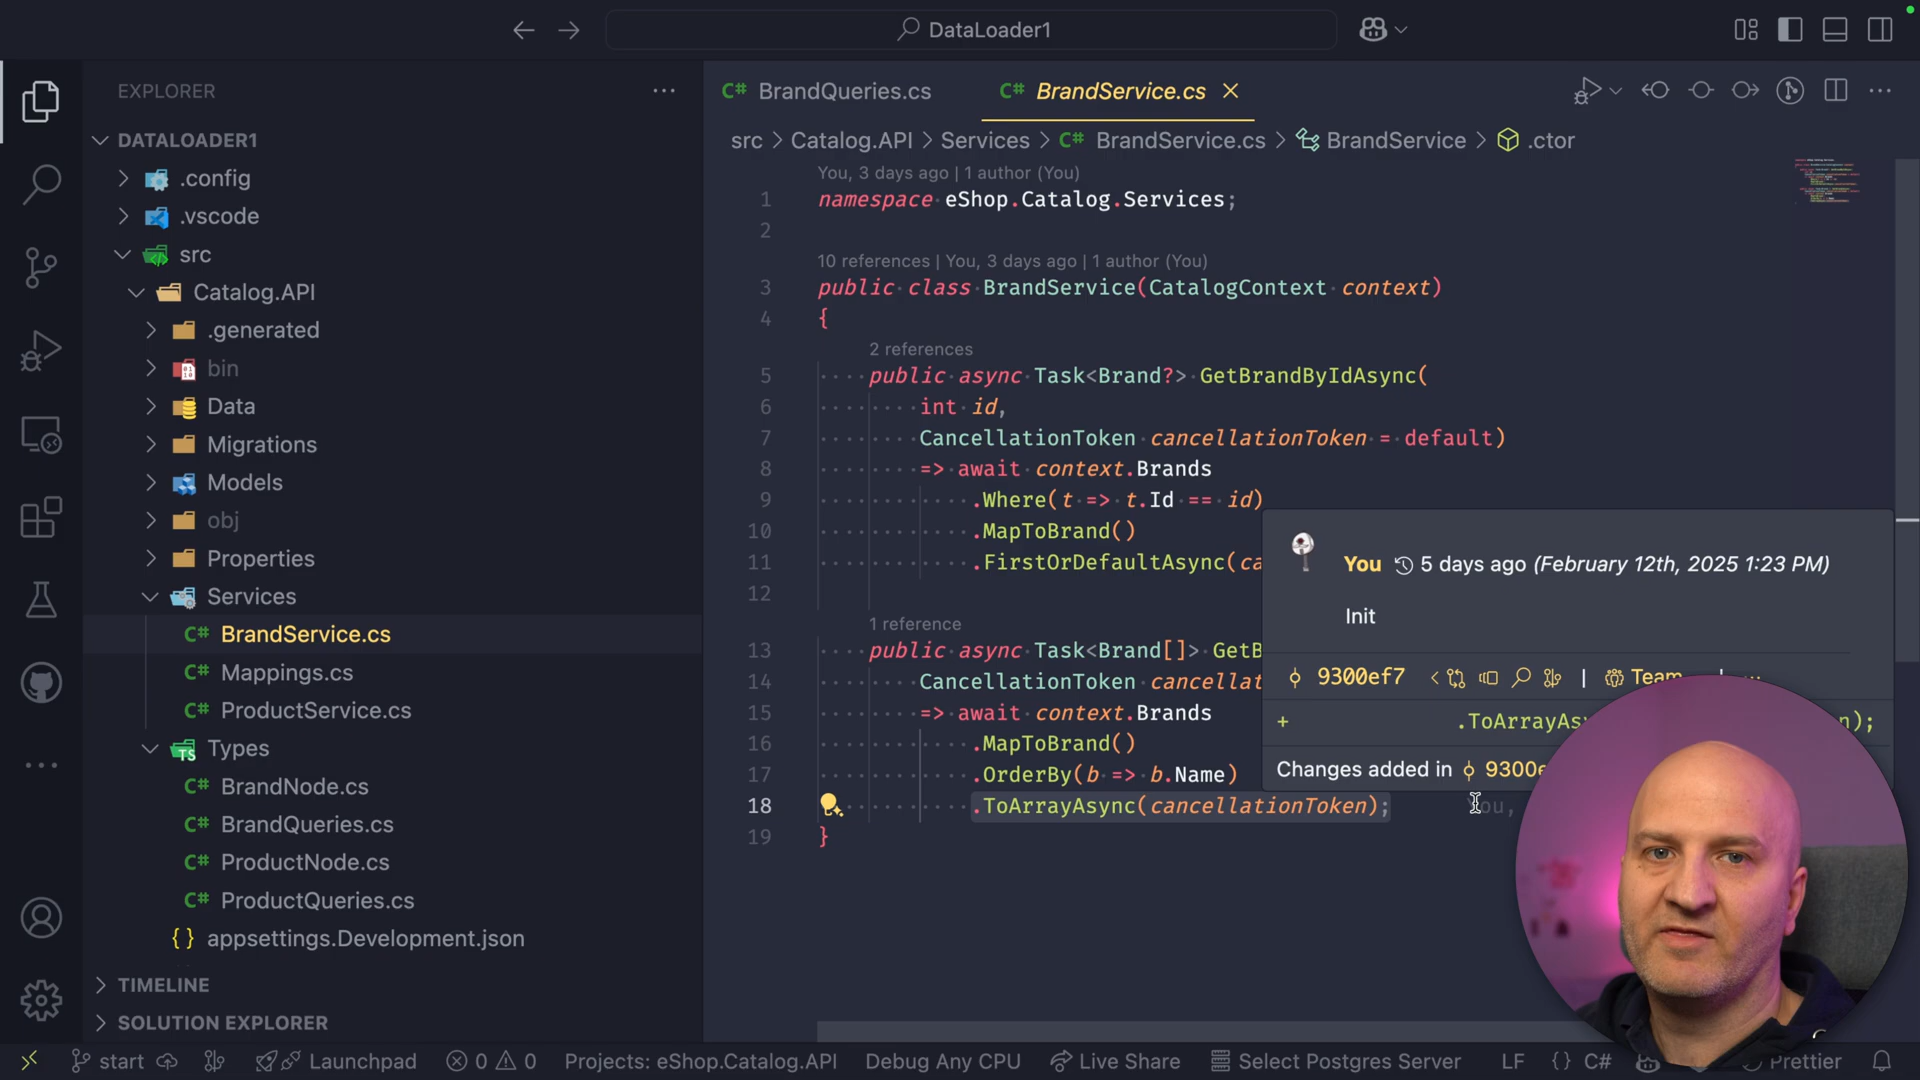 DataLoader1
EXPLORER
DATALOADER1
.config
.vscode
src
Catalog.API
.generated
bin
Data
Migrations
Models
obj
Properties
Services
BrandService.cs
Mappings.cs
ProductService.cs
Types
BrandNode.cs
BrandQueries.cs
ProductNode.cs
ProductQueries.cs
{ } appsettings.Development.json
TIMELINE
SOLUTION EXPLORER
C# BrandQueries.cs
C# BrandService.cs
src > Catalog.API > Services > C# BrandService.cs > BrandService > .ctor
You, 3 days ago | 1 author (You)
1 namespace eShop.Catalog.Services;
2
10 references | You, 3 days ago | 1 author (You)
3 public class BrandService(CatalogContext context)
4 {
2 references
5 public async Task<Brand?> GetBrandByIdAsync(
6 int id,
7 CancellationToken cancellationToken = default)
8 => await context.Brands
9 .Where(t => t.Id == id)
10 .MapToBrand()
11 .FirstOrDefaultAsync(ca
12
1 reference
13 public async Task<Brand[]> GetB
14 CancellationToken cancellat
15 => await context.Brands
16 .MapToBrand()
17 .OrderBy(b => b.Name)
18 .ToArrayAsync(cancellationToken);
19 }
You 5 days ago (February 12th, 2025 1:23 PM)
Init
9300ef7 | Team
+ .ToArrayAs n);
Changes added in 9300e
start Launchpad 0 0 Projects: eShop.Catalog.API Debug Any CPU Live Share Select Postgres Server LF {} C# Prettier